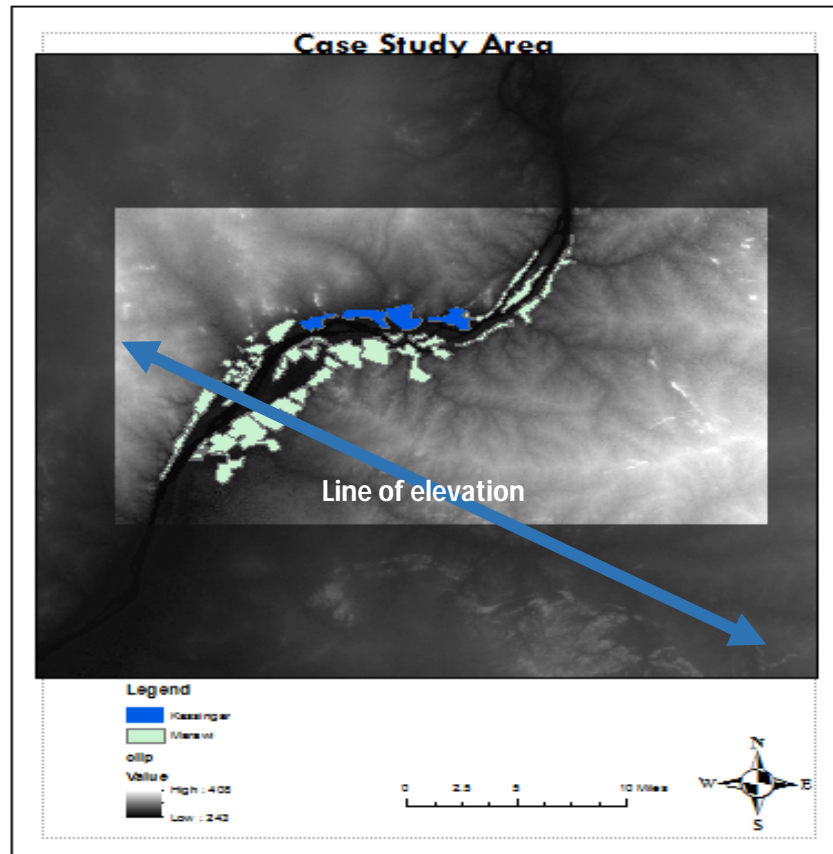 Case Study Area
Line of elevation
Legend
Kassinger
Marawi
clip
Value
High : 405
Low : 243
0 2.5 5 10 Miles
N
W E
S